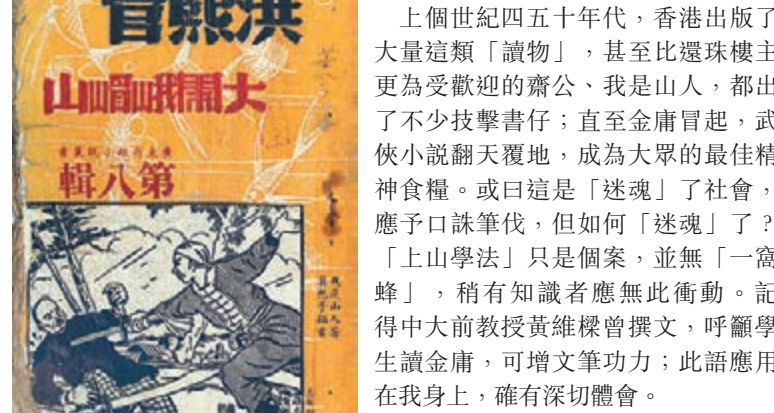 洪熙官
大鬧峨嵋山
第八輯
我是山人著
上個世紀四五十年代，香港出版了
大量這類「讀物」，甚至比還珠樓主
更為受歡迎的齋公、我是山人，都出
了不少技擊書仔；直至金庸冒起，武
俠小說翻天覆地，成為大眾的最佳精
神食糧。或曰這是「迷魂」了社會，
應予口誅筆伐，但如何「迷魂」了？
「上山學法」只是個案，並無「一窩
蜂」，稍有知識者應無此衝動。記
得中大前教授黃維樑曾撰文，呼籲學
生讀金庸，可增文筆功力；此語應用
在我身上，確有深切體會。